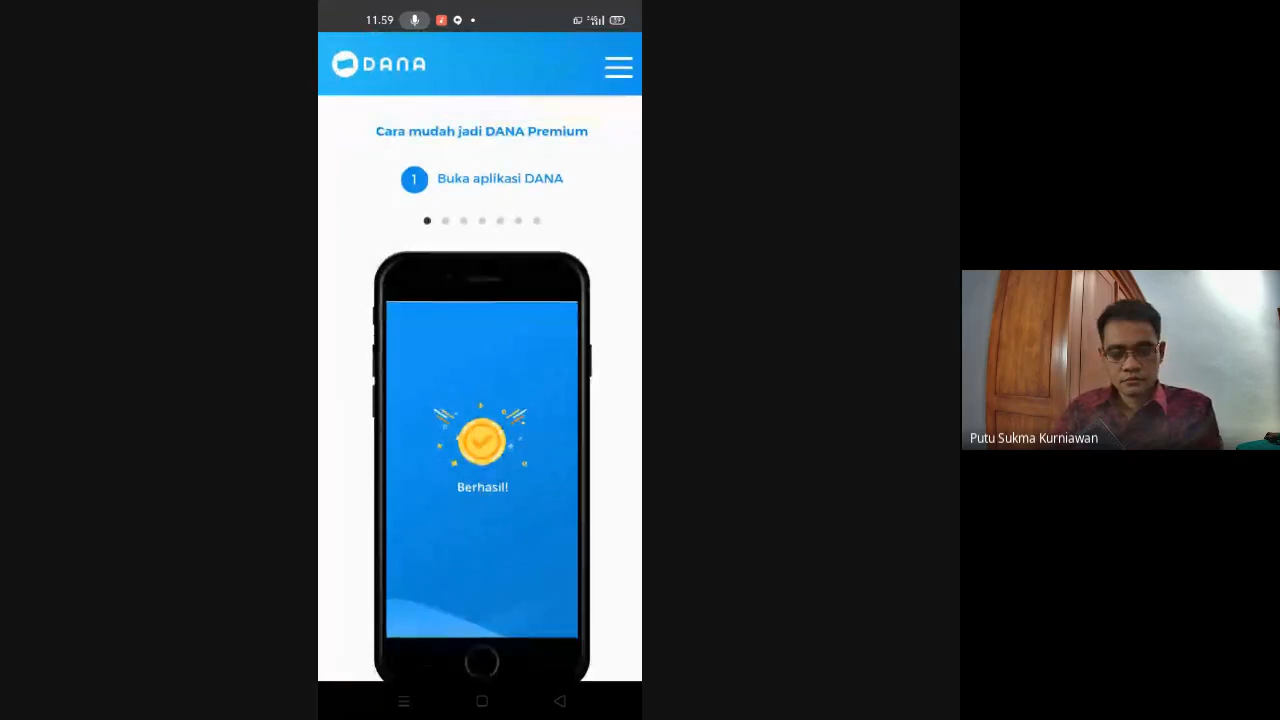 11.59
DANA
Cara mudah jadi DANA Premium
1 Buka aplikasi DANA
Berhasil!
Putu Sukma Kurniawan